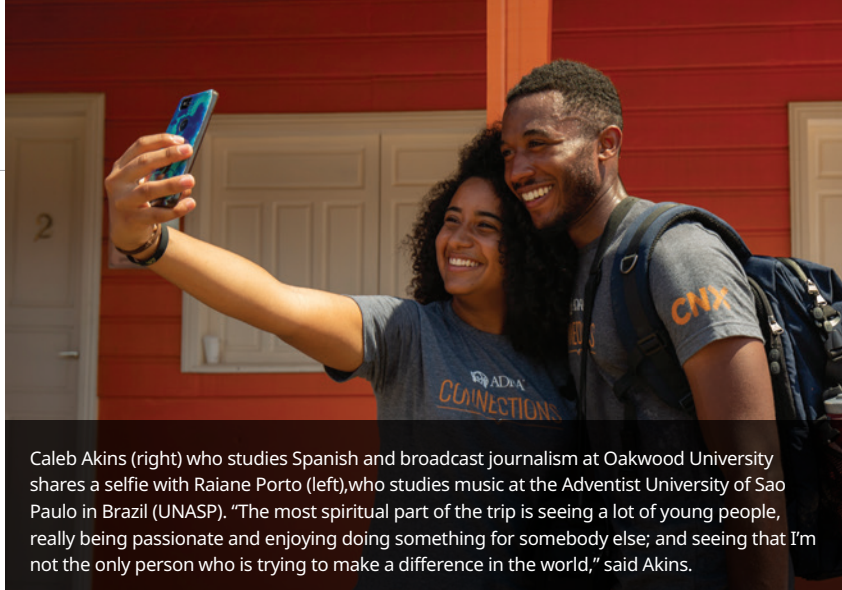 2
CNX
ADRA
CONNECTIONS
Caleb Akins (right) who studies Spanish and broadcast journalism at Oakwood University
shares a selfie with Raiane Porto (left),who studies music at the Adventist University of Sao
Paulo in Brazil (UNASP). “The most spiritual part of the trip is seeing a lot of young people,
really being passionate and enjoying doing something for somebody else; and seeing that I’m
not the only person who is trying to make a difference in the world,” said Akins.